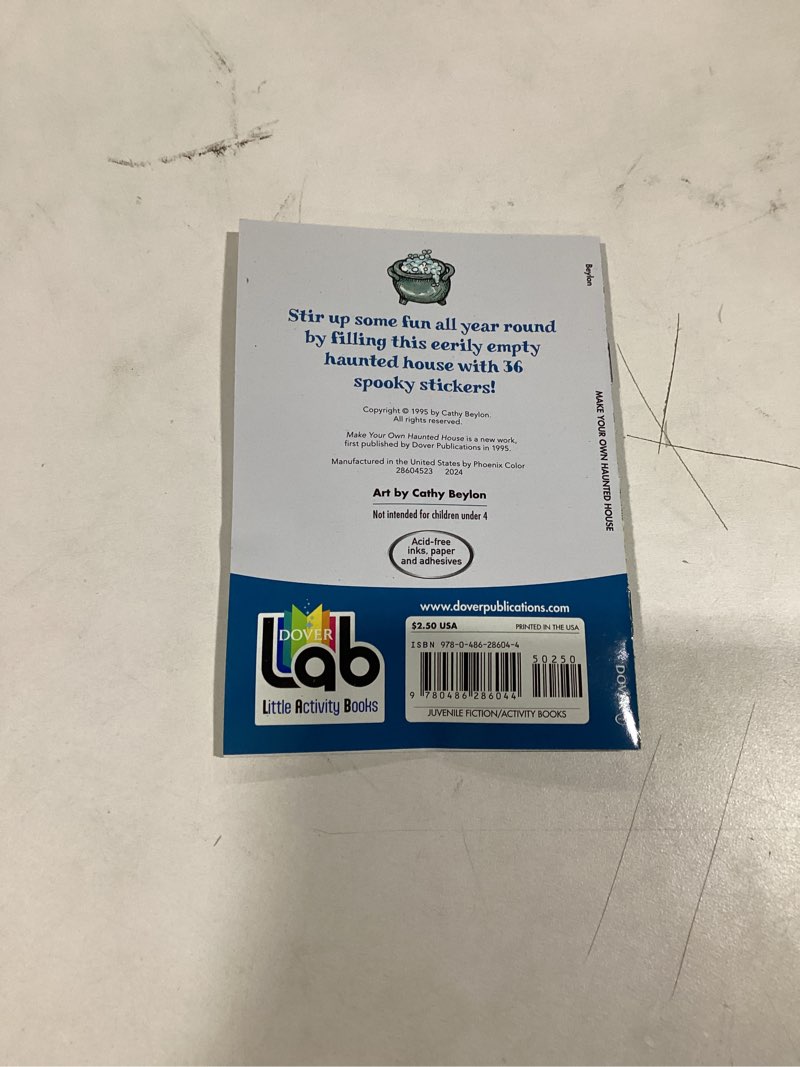 Stir up some fun all year round
by filling this eerily empty
haunted house with 36
spooky stickers!
Copyright © 1995 by Cathy Beylon.
All rights reserved.
Make Your Own Haunted House is a new work,
first published by Dover Publications in 1995.
Manufactured in the United States by Phoenix Color
28604523 2024
Art by Cathy Beylon
Not intended for children under 4
Acid-free
inks, paper
and adhesives
DOVER
Lab
Little Activity Books
www.doverpublications.com
$2.50 USA PRINTED IN THE USA
ISBN 978-0-486-28604-4
50250
9 780486 286044
JUVENILE FICTION/ACTIVITY BOOKS
Beylon
MAKE YOUR OWN HAUNTED HOUSE
DOVER